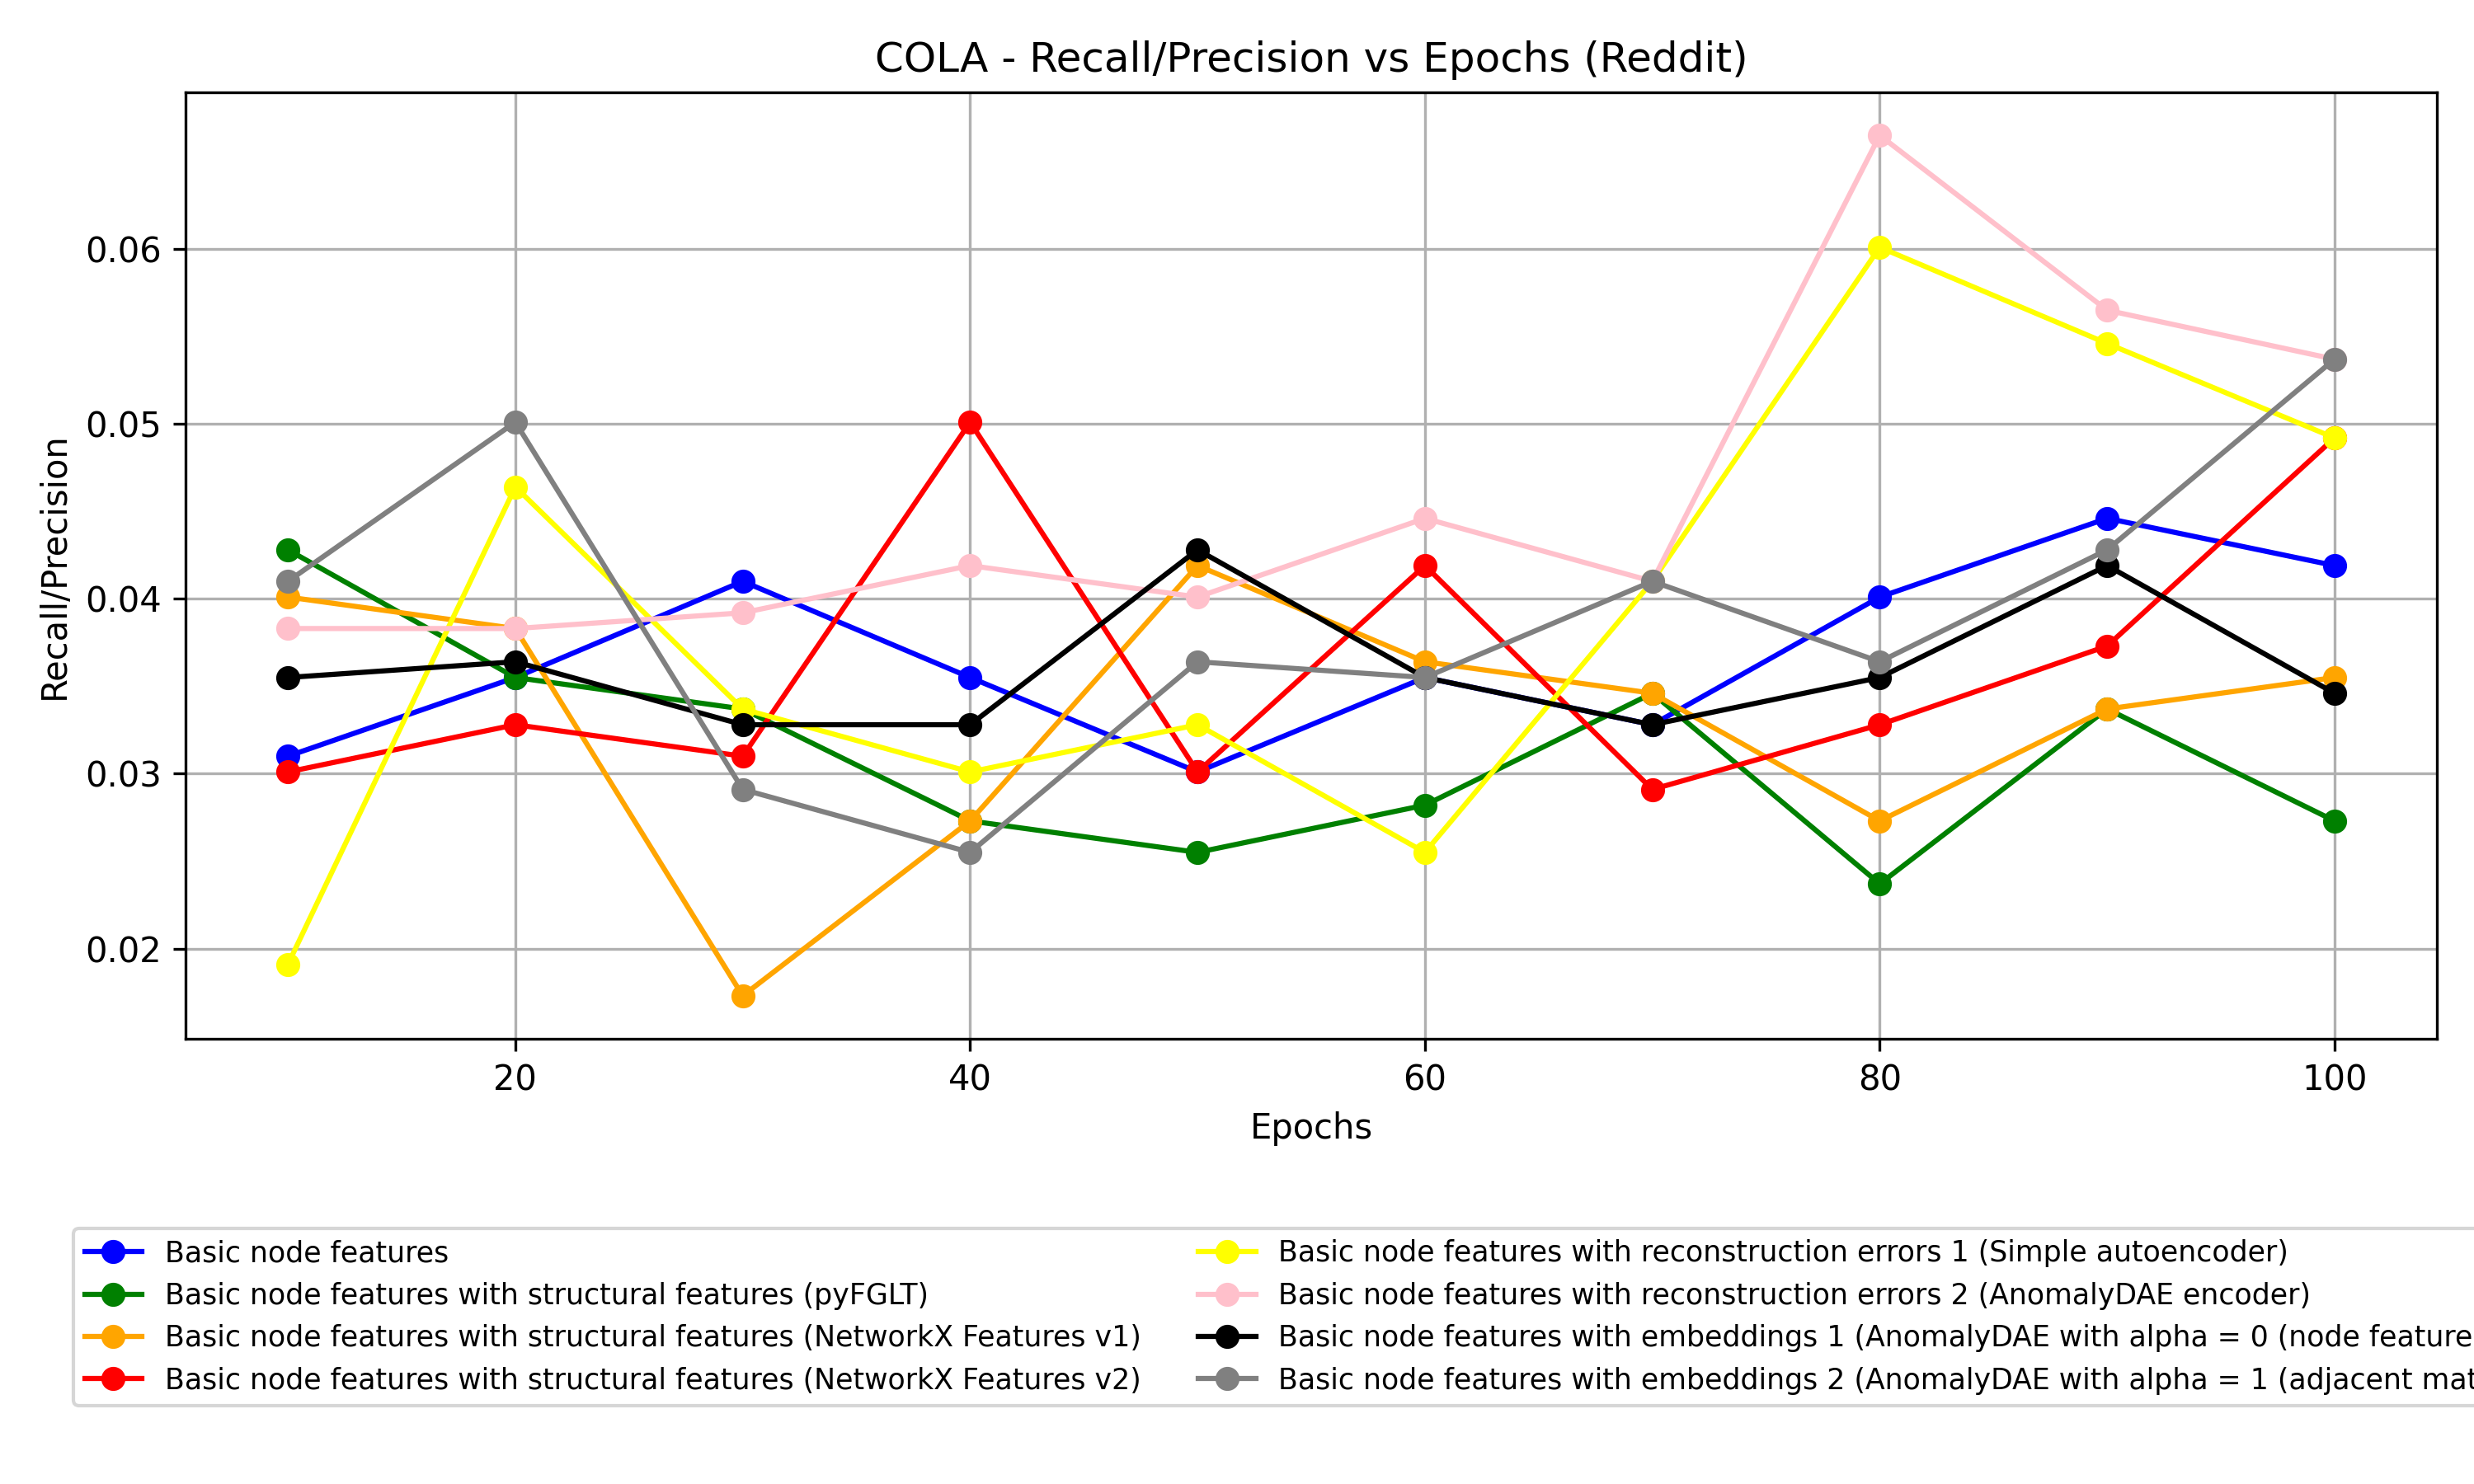 COLA - Recall/Precision vs Epochs (Reddit)
Recall/Precision
0.06
0.05
0.04
0.03
0.02
20 40 60 80 100
Epochs
Basic node features
Basic node features with structural features (pyFGLT)
Basic node features with structural features (NetworkX Features v1)
Basic node features with structural features (NetworkX Features v2)
Basic node features with reconstruction errors 1 (Simple autoencoder)
Basic node features with reconstruction errors 2 (AnomalyDAE encoder)
Basic node features with embeddings 1 (AnomalyDAE with alpha = 0 (node feature
Basic node features with embeddings 2 (AnomalyDAE with alpha = 1 (adjacent mat